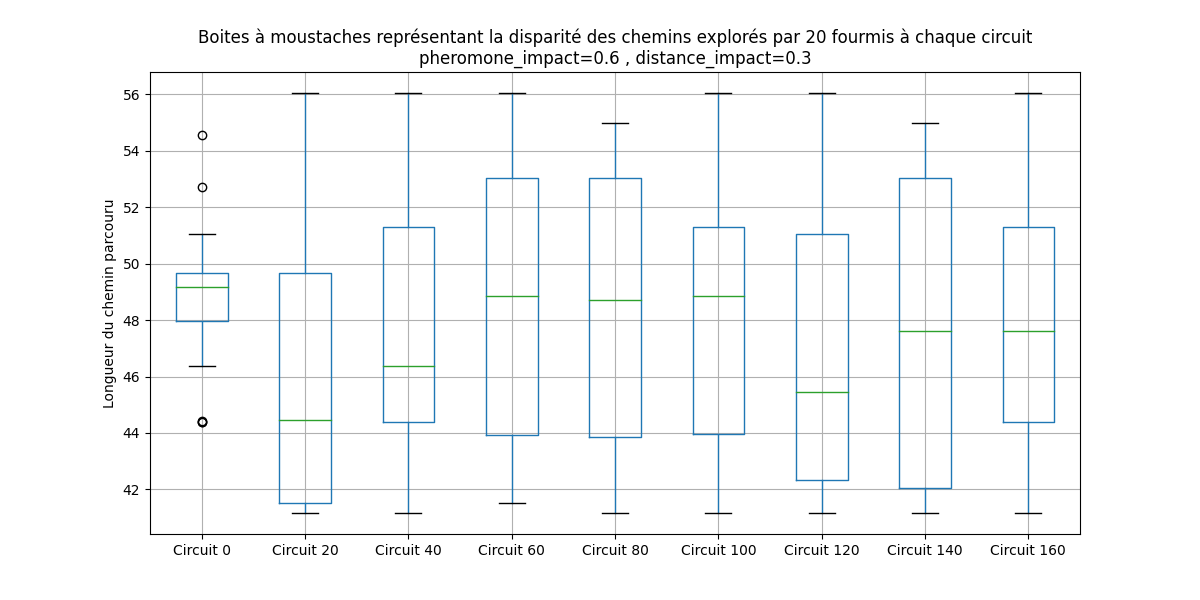 Boites à moustaches représentant la disparité des chemins explorés par 20 fourmis à chaque circuit
pheromone_impact=0.6 , distance_impact=0.3
Longueur du chemin parcouru
56
54
52
50
48
46
44
42
Circuit 0
Circuit 20
Circuit 40
Circuit 60
Circuit 80
Circuit 100
Circuit 120
Circuit 140
Circuit 160